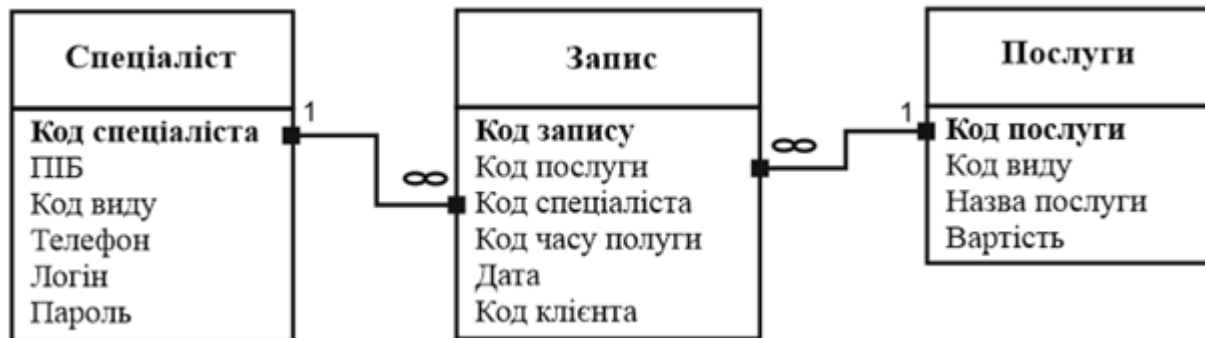 Спеціаліст
Код спеціаліста
ПІБ
Код виду
Телефон
Логін
Пароль
1
∞
Запис
Код запису
Код послуги
Код спеціаліста
Код часу полуги
Дата
Код клієнта
∞
1
Послуги
Код послуги
Код виду
Назва послуги
Вартість